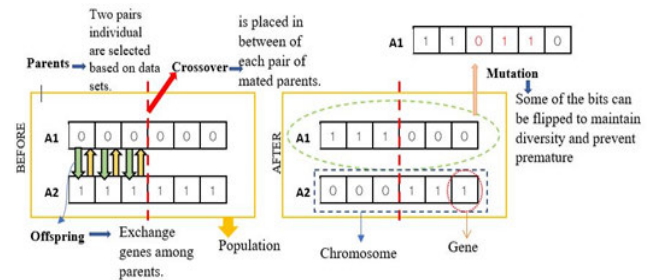 Two pairs
individual
are selected
based on data
sets.
Parents
Crossover
is placed in
between of
each pair of
mated parents.
A1 1 1 0 1 1 0
Mutation
Some of the bits can
be flipped to maintain
diversity and prevent
premature
BEFORE
A1 0 0 0 0 0 0
A2 1 1 1 1 1 1
Offspring
Exchange
genes among
parents.
Population
AFTER
A1 1 1 1 0 0 0
A2 0 0 0 1 1 1
Chromosome
Gene